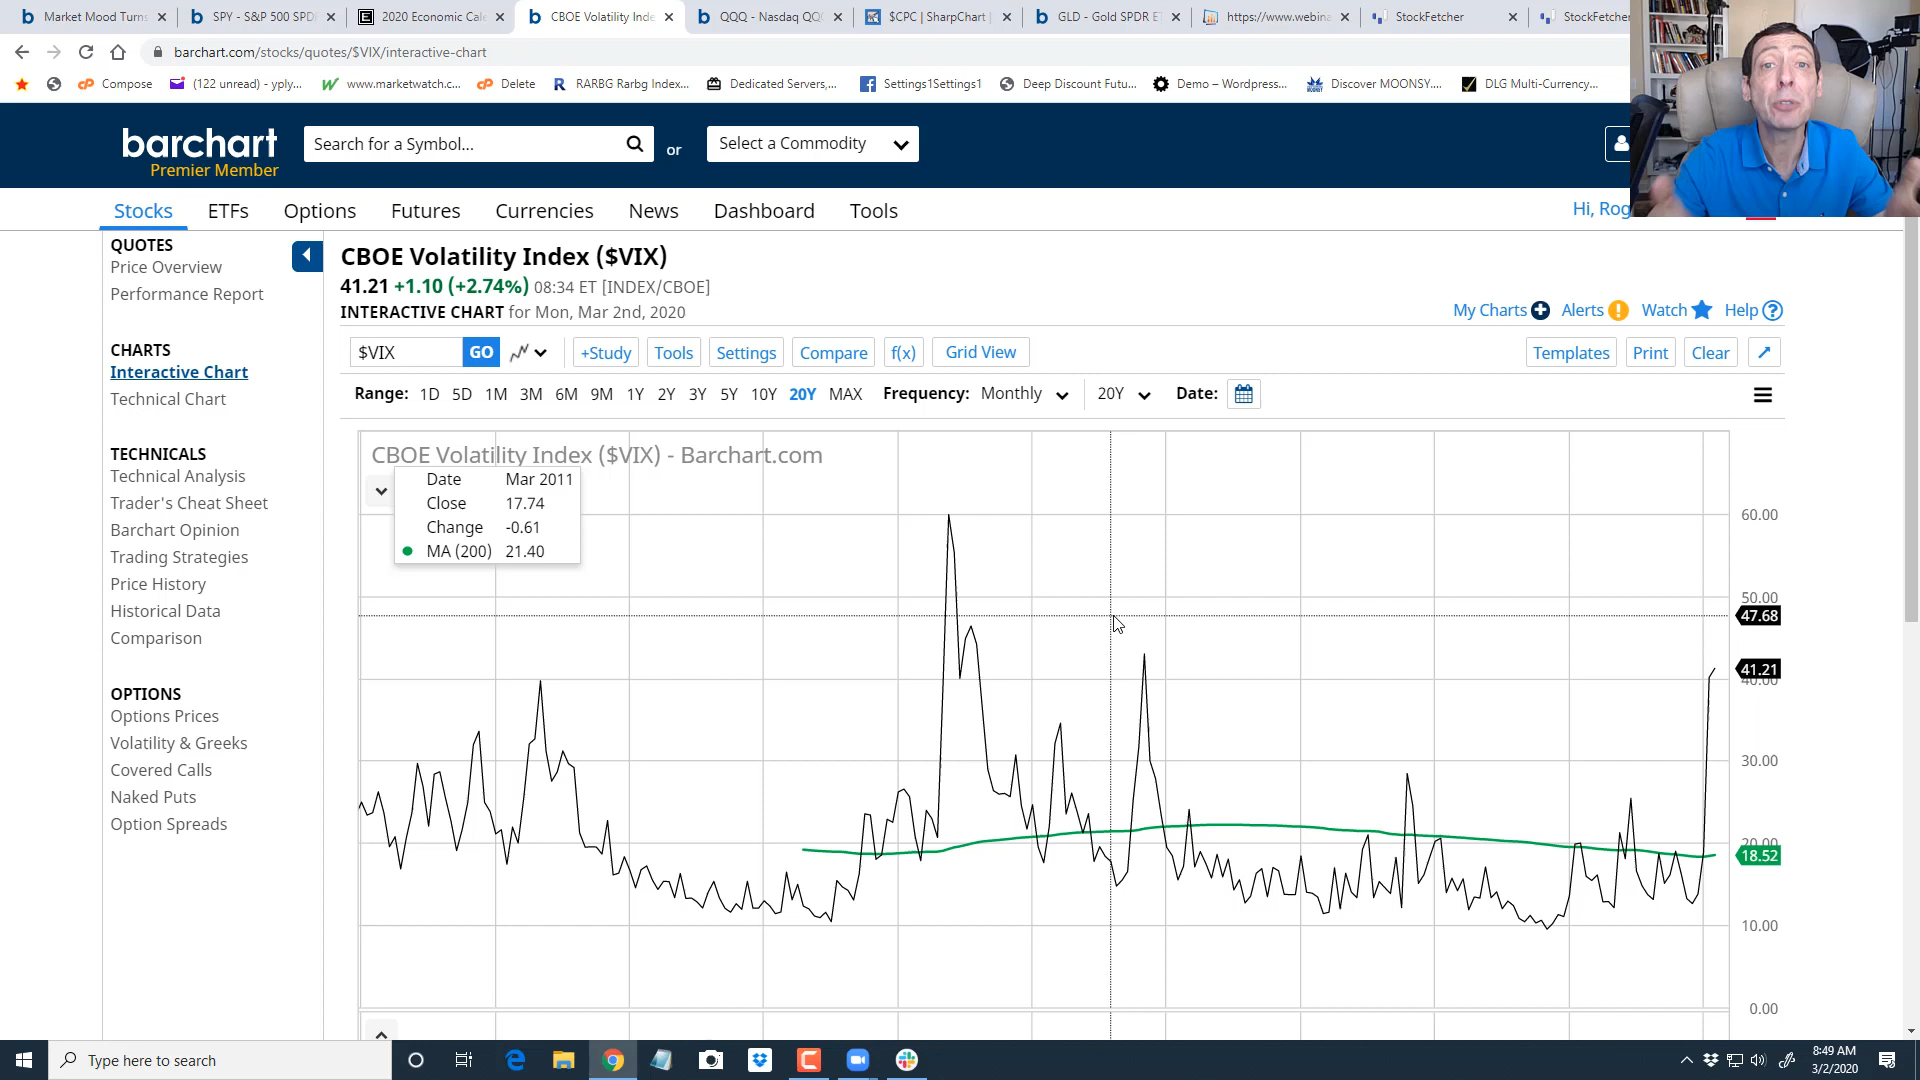 Market Mood Turns
SPY - S&P 500 SPD
2020 Economic Cale
CBOE Volatility Inde
QQQ - Nasdaq QQ
$CPC | SharpChart |
GLD - Gold SPDR E
https://www.webina
StockFetcher
StockFetcher
barchart.com/stocks/quotes/$VIX/interactive-chart
Compose
(122 unread) - yply...
www.marketwatch.c...
Delete
RARBG Rarbg Index...
Dedicated Servers,...
Settings1Settings1
Deep Discount Futu...
Demo – Wordpress...
Discover MOONSY....
DLG Multi-Currency...
barchart
Premier Member
Search for a Symbol...
or
Select a Commodity
Stocks
ETFs
Options
Futures
Currencies
News
Dashboard
Tools
Hi, Rog
QUOTES
Price Overview
Performance Report
CHARTS
Interactive Chart
Technical Chart
TECHNICALS
Technical Analysis
Trader's Cheat Sheet
Barchart Opinion
Trading Strategies
Price History
Historical Data
Comparison
OPTIONS
Options Prices
Volatility & Greeks
Covered Calls
Naked Puts
Option Spreads
CBOE Volatility Index ($VIX)
41.21 +1.10 (+2.74%) 08:34 ET [INDEX/CBOE]
INTERACTIVE CHART for Mon, Mar 2nd, 2020
My Charts
Alerts
Watch
Help
$VIX
GO
+Study
Tools
Settings
Compare
f(x)
Grid View
Templates
Print
Clear
Range: 1D 5D 1M 3M 6M 9M 1Y 2Y 3Y 5Y 10Y 20Y MAX Frequency: Monthly 20Y Date:
CBOE Volatility Index ($VIX) - Barchart.com
Date Mar 2011
Close 17.74
Change -0.61
MA (200) 21.40
60.00
50.00
47.68
41.21
40.00
30.00
20.00
18.52
10.00
0.00
Type here to search
8:49 AM
3/2/2020